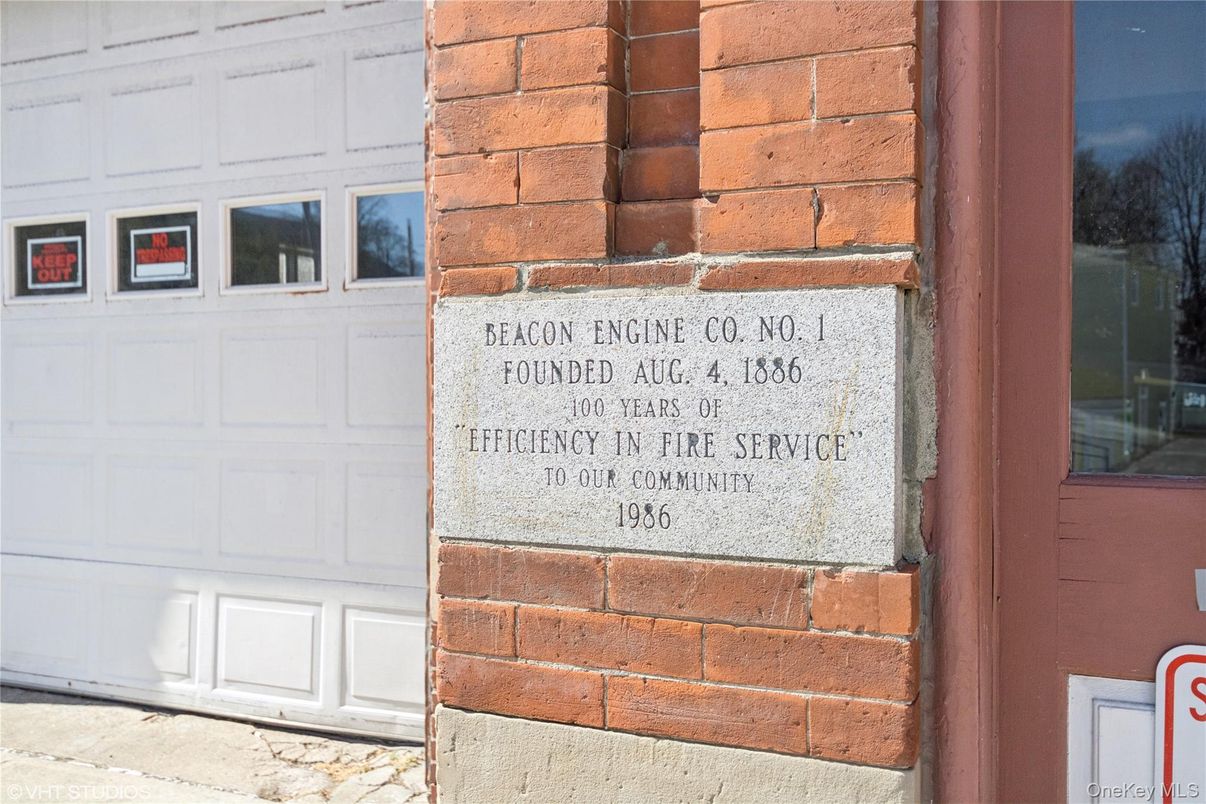 KEEP OUT
NO
TRESPASSING
BEACON ENGINE CO. NO. 1
FOUNDED AUG. 4, 1886
100 YEARS OF
"EFFICIENCY IN FIRE SERVICE"
TO OUR COMMUNITY
1986
S
©VHT STUDIOS
OneKey MLS